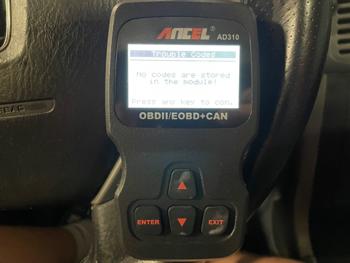 ANCEL
AD310
Trouble Codes
No codes are stored
in the module!
Press any key to con.
OBDII/EOBD+CAN
ENTER
EXIT